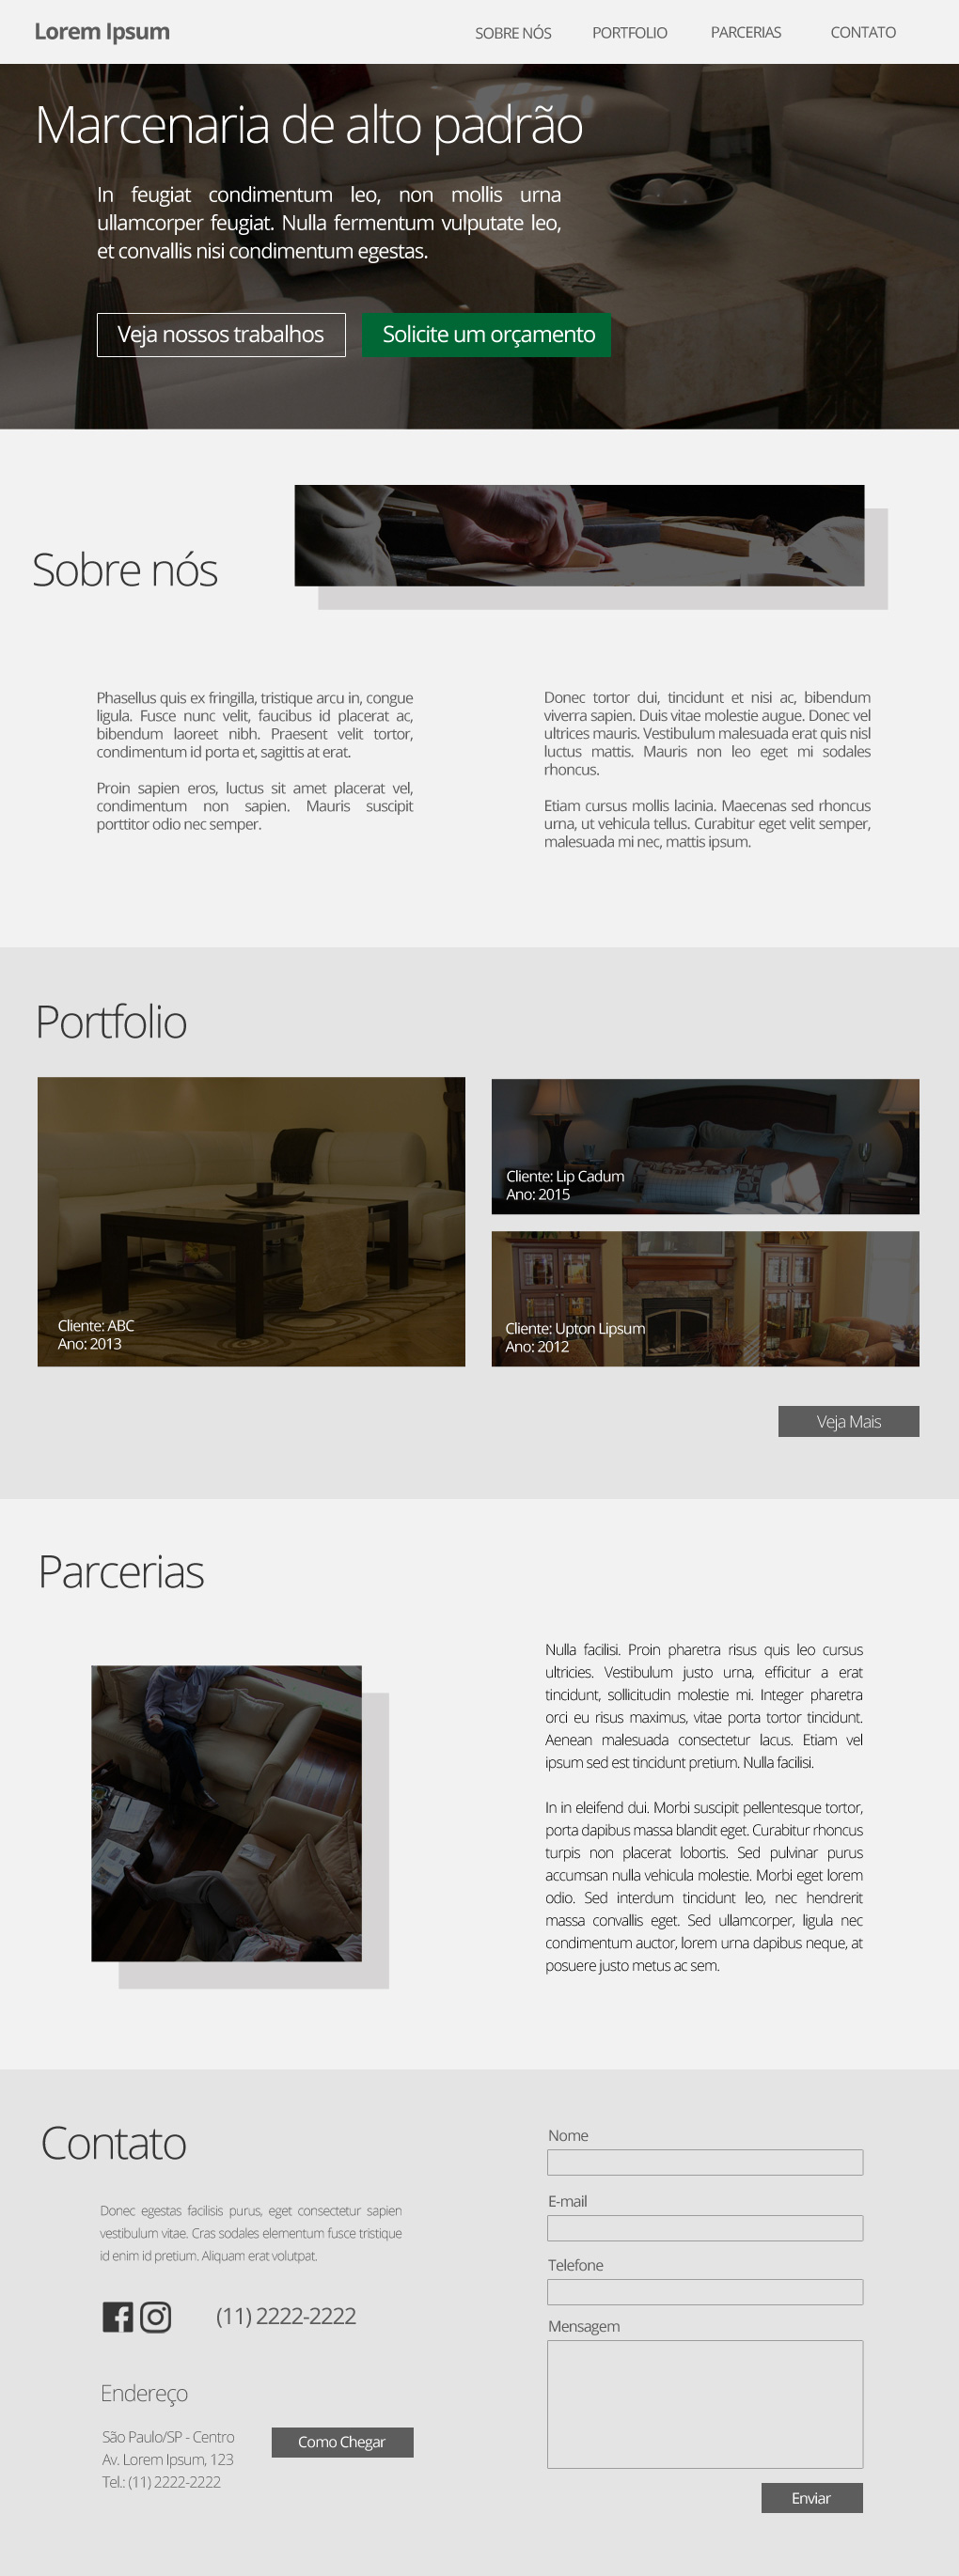 Lorem Ipsum
SOBRE NÓS PORTFOLIO PARCERIAS CONTATO
Marcenaria de alto padrão
In feugiat condimentum leo, non mollis urna
ullamcorper feugiat. Nulla fermentum vulputate leo,
et convallis nisi condimentum egestas.
Veja nossos trabalhos
Solicite um orçamento
Sobre nós
Phasellus quis ex fringilla, tristique arcu in, congue
ligula. Fusce nunc velit, faucibus id placerat ac,
bibendum laoreet nibh. Praesent velit tortor,
condimentum id porta et, sagittis at erat.
Proin sapien eros, luctus sit amet placerat vel,
condimentum non sapien. Mauris suscipit
porttitor odio nec semper.
Donec tortor dui, tincidunt et nisi ac, bibendum
viverra sapien. Duis vitae molestie augue. Donec vel
ultrices mauris. Vestibulum malesuada erat quis nisl
luctus mattis. Mauris non leo eget mi sodales
rhoncus.
Etiam cursus mollis lacinia. Maecenas sed rhoncus
urna, ut vehicula tellus. Curabitur eget velit semper,
malesuada mi nec, mattis ipsum.
Portfolio
Cliente: ABC
Ano: 2013
Cliente: Lip Cadum
Ano: 2015
Cliente: Upton Lipsum
Ano: 2012
Veja Mais
Parcerias
Nulla facilisi. Proin pharetra risus quis leo cursus
ultricies. Vestibulum justo urna, efficitur a erat
tincidunt, sollicitudin molestie mi. Integer pharetra
orci eu risus maximus, vitae porta tortor tincidunt.
Aenean malesuada consectetur lacus. Etiam vel
ipsum sed est tincidunt pretium. Nulla facilisi.
In in eleifend dui. Morbi suscipit pellentesque tortor,
porta dapibus massa blandit eget. Curabitur rhoncus
turpis non placerat lobortis. Sed pulvinar purus
accumsan nulla vehicula molestie. Morbi eget lorem
odio. Sed interdum tincidunt leo, nec hendrerit
massa convallis eget. Sed ullamcorper, ligula nec
condimentum auctor, lorem urna dapibus neque, at
posuere justo metus ac sem.
Contato
Donec egestas facilisis purus, eget consectetur sapien
vestibulum vitae. Cras sodales elementum fusce tristique
id enim id pretium. Aliquam erat volutpat.
(11) 2222-2222
Endereço
São Paulo/SP - Centro
Av. Lorem Ipsum, 123
Tel.: (11) 2222-2222
Como Chegar
Nome
E-mail
Telefone
Mensagem
Enviar